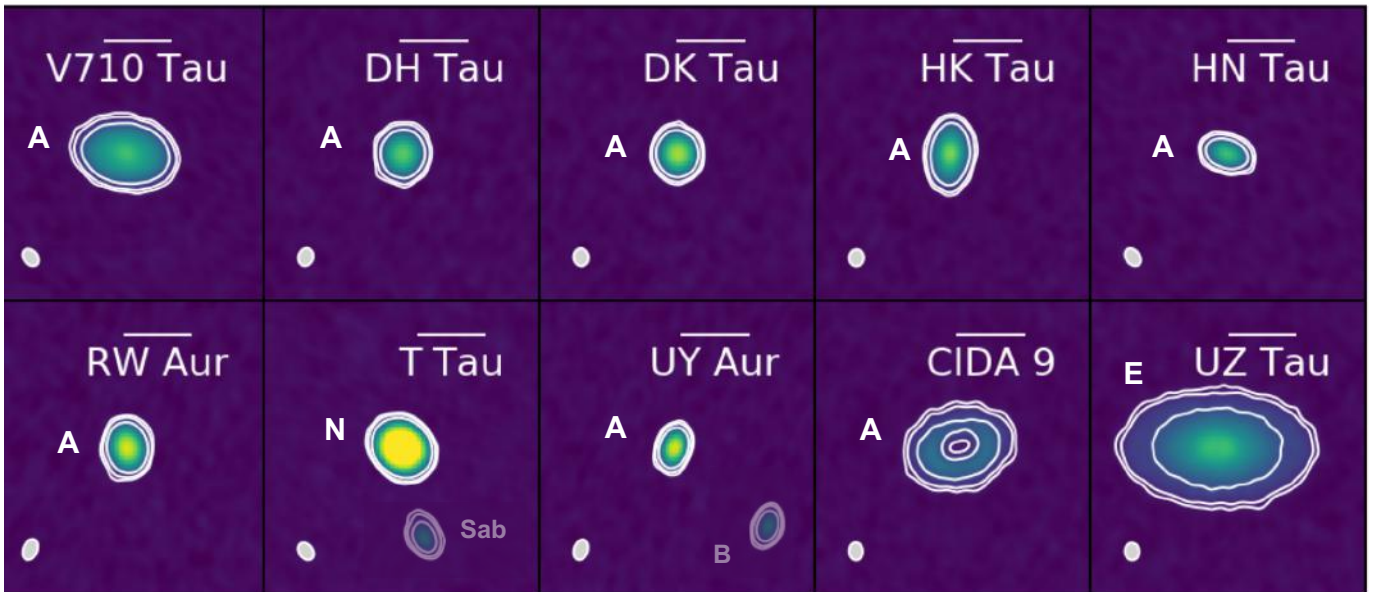 V710 Tau
A
DH Tau
A
DK Tau
A
HK Tau
A
HN Tau
A
RW Aur
A
T Tau
N
Sab
UY Aur
A
B
CIDA 9
A
UZ Tau
E